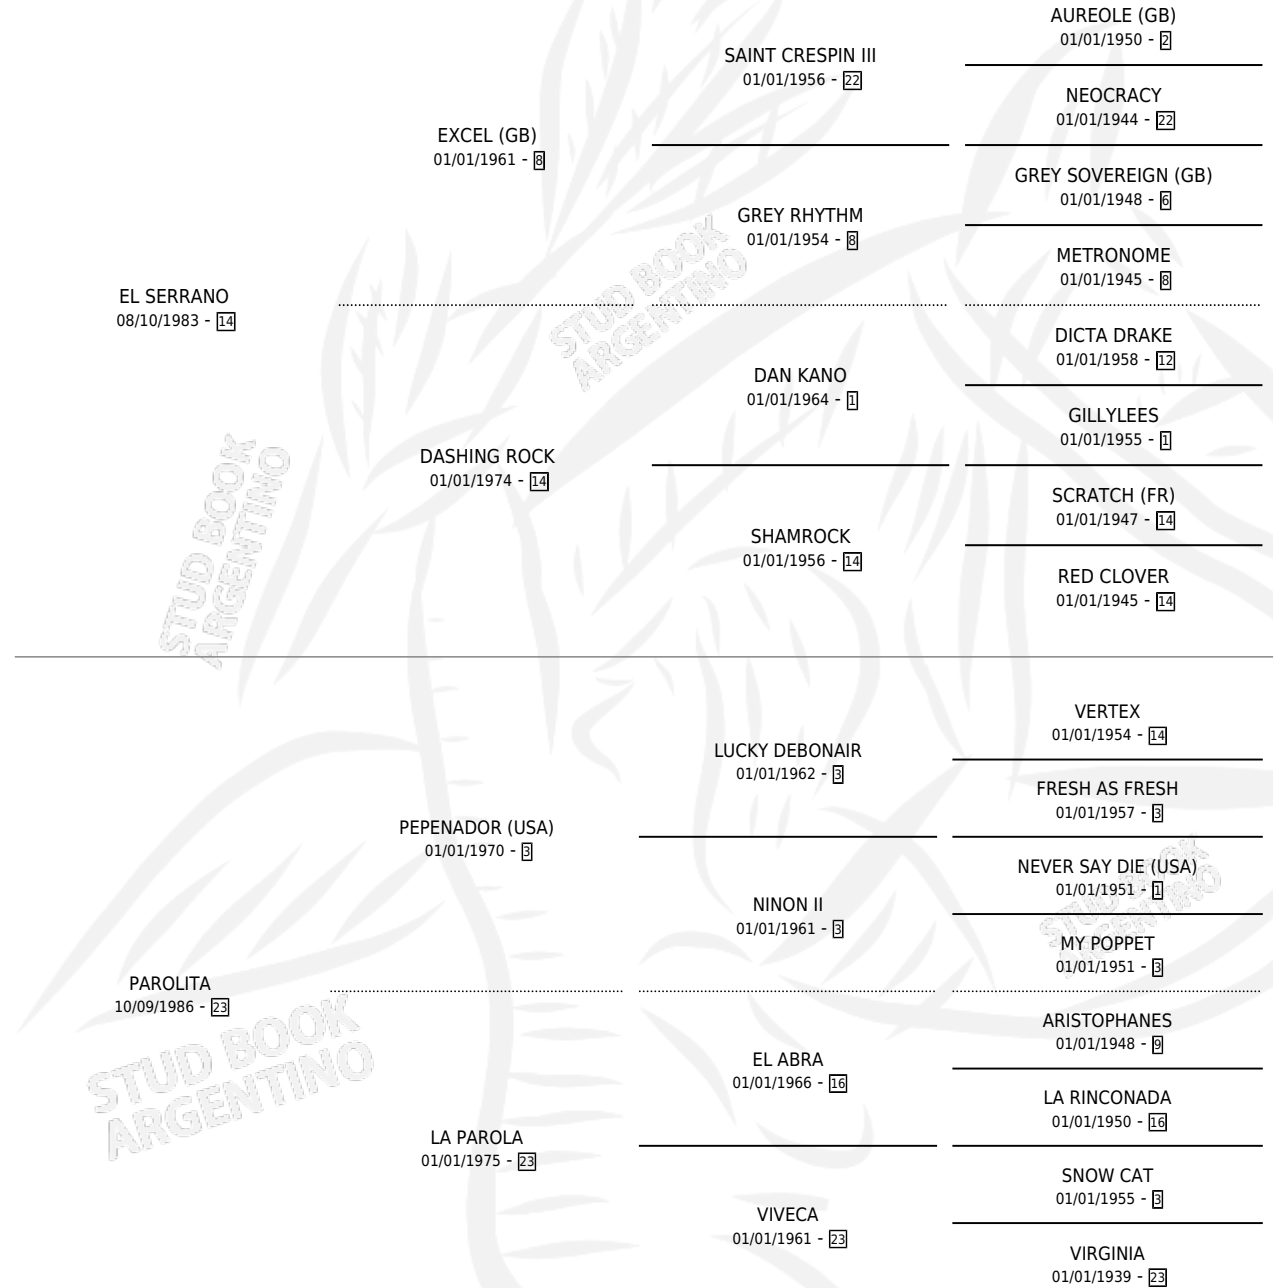 AUREOLE (GB)
01/01/1950 - 2
SAINT CRESPIN III
01/01/1956 - 22
NEOCRACY
01/01/1944 - 22
EXCEL (GB)
01/01/1961 - 8
GREY SOVEREIGN (GB)
01/01/1948 - 6
GREY RHYTHM
01/01/1954 - 8
METRONOME
01/01/1945 - 8
EL SERRANO
08/10/1983 - 14
DICTA DRAKE
01/01/1958 - 12
DAN KANO
01/01/1964 - 1
GILLYLEES
01/01/1955 - 1
DASHING ROCK
01/01/1974 - 14
SCRATCH (FR)
01/01/1947 - 14
SHAMROCK
01/01/1956 - 14
RED CLOVER
01/01/1945 - 14
VERTEX
01/01/1954 - 14
LUCKY DEBONAIR
01/01/1962 - 3
FRESH AS FRESH
01/01/1957 - 3
PEPENADOR (USA)
01/01/1970 - 3
NEVER SAY DIE (USA)
01/01/1951 - 1
NINON II
01/01/1961 - 3
MY POPPET
01/01/1951 - 3
PAROLITA
10/09/1986 - 23
ARISTOPHANES
01/01/1948 - 9
EL ABRA
01/01/1966 - 16
LA RINCONADA
01/01/1950 - 16
LA PAROLA
01/01/1975 - 23
SNOW CAT
01/01/1955 - 3
VIVECA
01/01/1961 - 23
VIRGINIA
01/01/1939 - 23
STUD BOOK
ARGENTINO
STUD BOOK
ARGENTINO
STUD BOOK
ARGENTINO
STUD BOOK
ARGENTINO